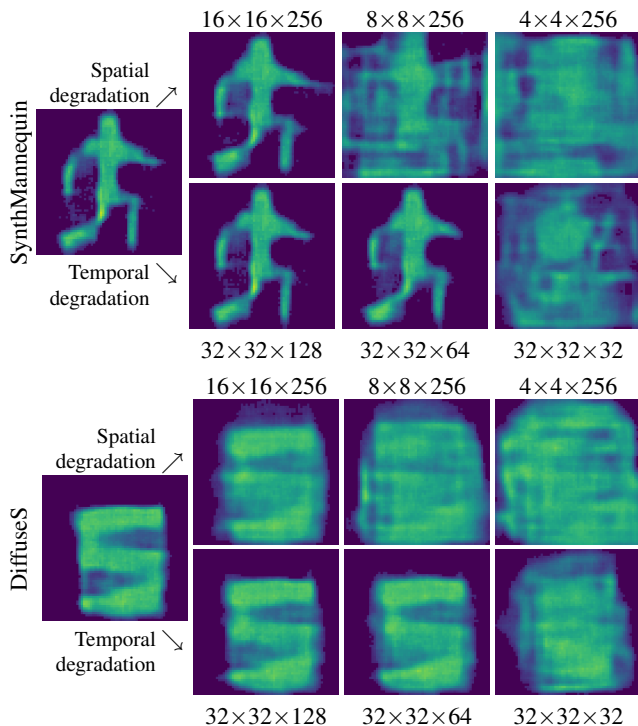 16×16×256 8×8×256 4×4×256
Spatial
degradation ↗
SynthMannequin
Temporal ↘
degradation
32×32×128 32×32×64 32×32×32
16×16×256 8×8×256 4×4×256
Spatial
degradation ↗
DiffuseS
Temporal ↘
degradation
32×32×128 32×32×64 32×32×32